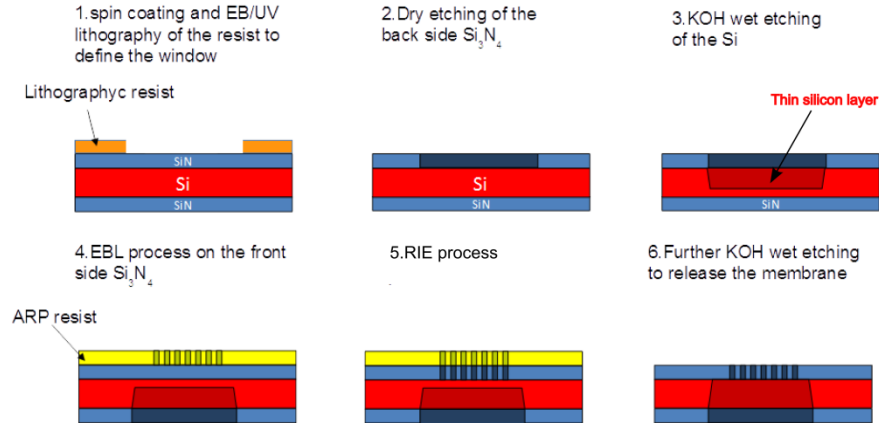 1.spin coating and EB/UV
lithography of the resist to
define the window
2.Dry etching of the
back side Si3N4
3.KOH wet etching
of the Si
Lithographyc resist
Thin silicon layer
SiN
Si
SiN
Si
SiN
4.EBL process on the front
side Si3N4
5.RIE process
6.Further KOH wet etching
to release the membrane
ARP resist